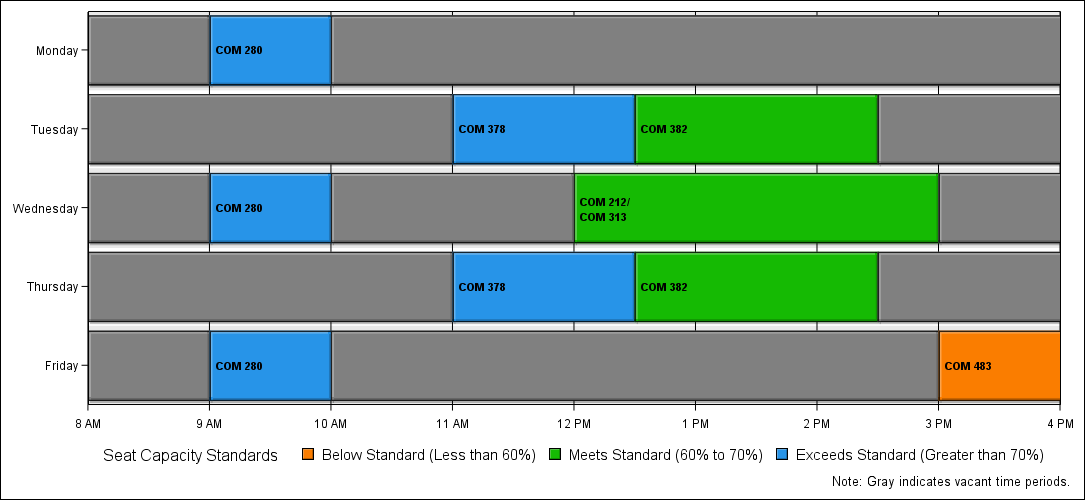 Monday
COM 280
Tuesday
COM 378
COM 382
Wednesday
COM 280
COM 212/
COM 313
Thursday
COM 378
COM 382
Friday
COM 280
COM 483
8 AM 9 AM 10 AM 11 AM 12 PM 1 PM 2 PM 3 PM 4 PM
Seat Capacity Standards Below Standard (Less than 60%) Meets Standard (60% to 70%) Exceeds Standard (Greater than 70%)
Note: Gray indicates vacant time periods.